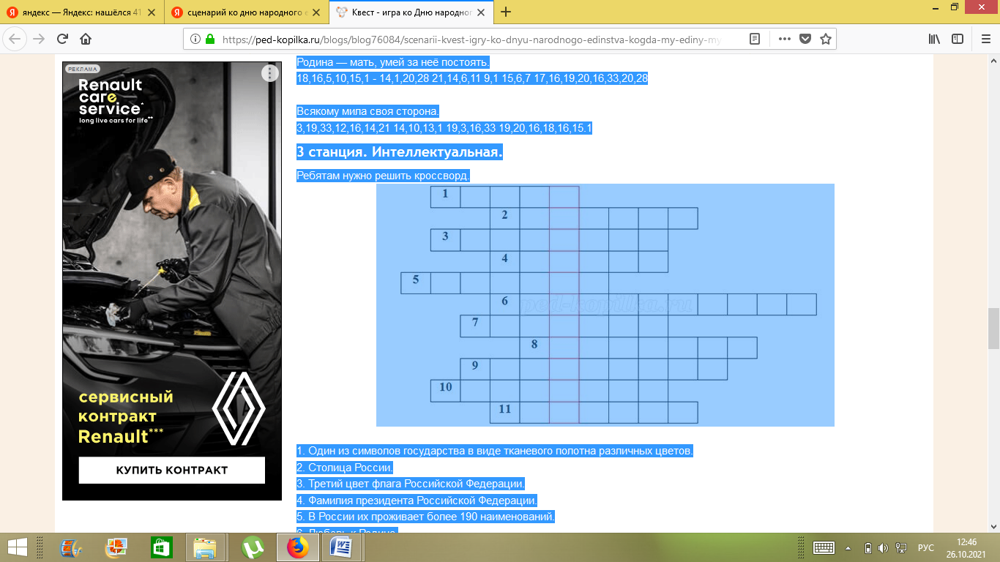 яндекс — Яндекс: нашёлся 41
сценарий ко дню народного е
Квест - игра ко Дню народног
https://ped-kopilka.ru/blogs/blog76084/scenarii-kvest-igry-ko-dnyu-narodnogo-edinstva-kogda-my-ediny-my
РЕКЛАМА
Renault
care
service*
long live cars for life**
сервисный
контракт
Renault***
КУПИТЬ КОНТРАКТ
Родина — мать, умей за неё постоять.
18,16,5,10,15,1 - 14,1,20,28 21,14,6,11 9,1 15,6,7 17,16,19,20,16,33,20,28
Всякому мила своя сторона.
3,19,33,12,16,14,21 14,10,13,1 19,3,16,33 19,20,16,18,16,15.1
3 станция. Интеллектуальная.
Ребятам нужно решить кроссворд.
1
2
3
4
5
6
ped-kopilka.ru
7
8
9
10
11
1. Один из символов государства в виде тканевого полотна различных цветов.
2. Столица России.
3. Третий цвет флага Российской Федерации.
4. Фамилия президента Российской Федерации.
5. В России их проживает более 190 наименований.
6. Любовь к Родине.
РУС
12:46
26.10.2021